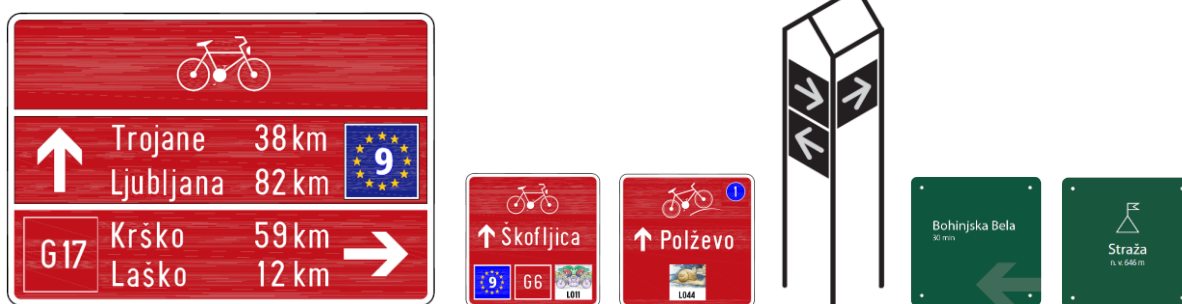 Trojane 38 km
Ljubljana 82 km
9
G17
Krško 59 km
Laško 12 km
Škofljica
9
G6
L011
1
Polževo
L044
Bohinjska Bela
30 min
Straža
n. v. 646 m